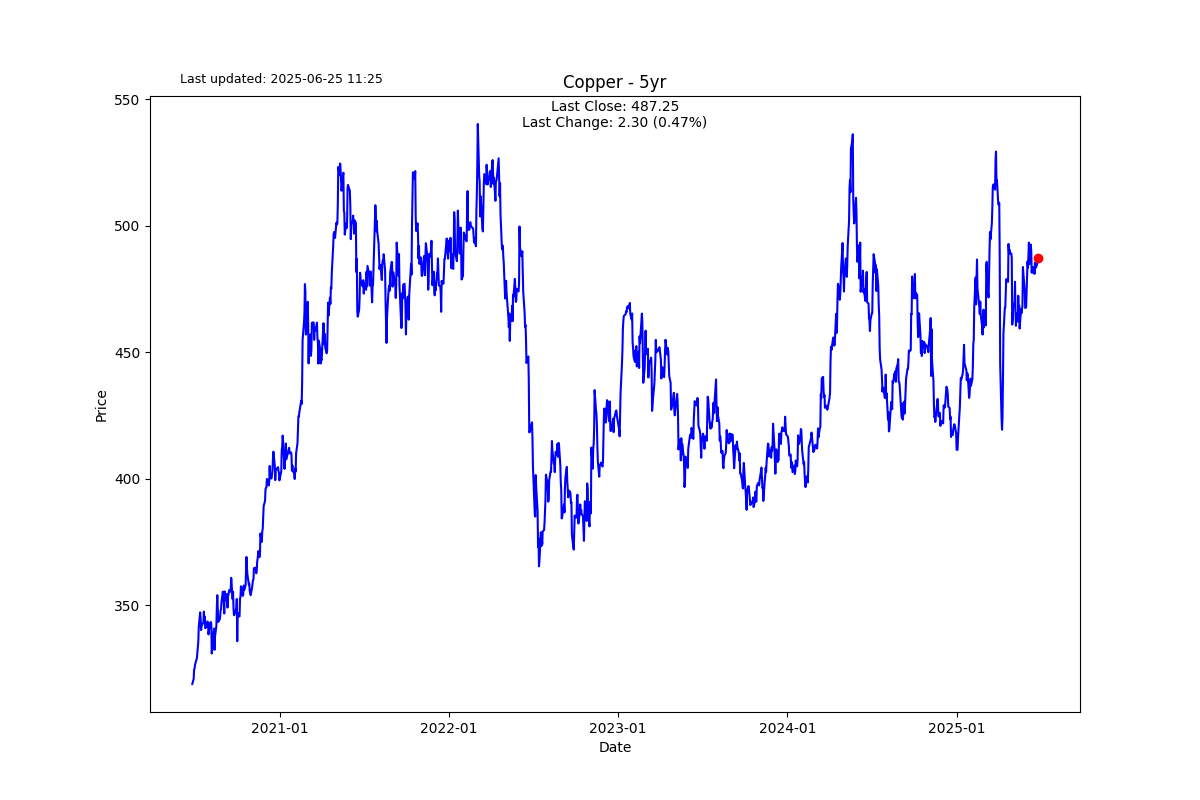 Last updated: 2025-06-25 11:25
Copper - 5yr
Last Close: 487.25
Last Change: 2.30 (0.47%)
550
500
450
400
350
Price
2021-01
2022-01
2023-01
2024-01
2025-01
Date